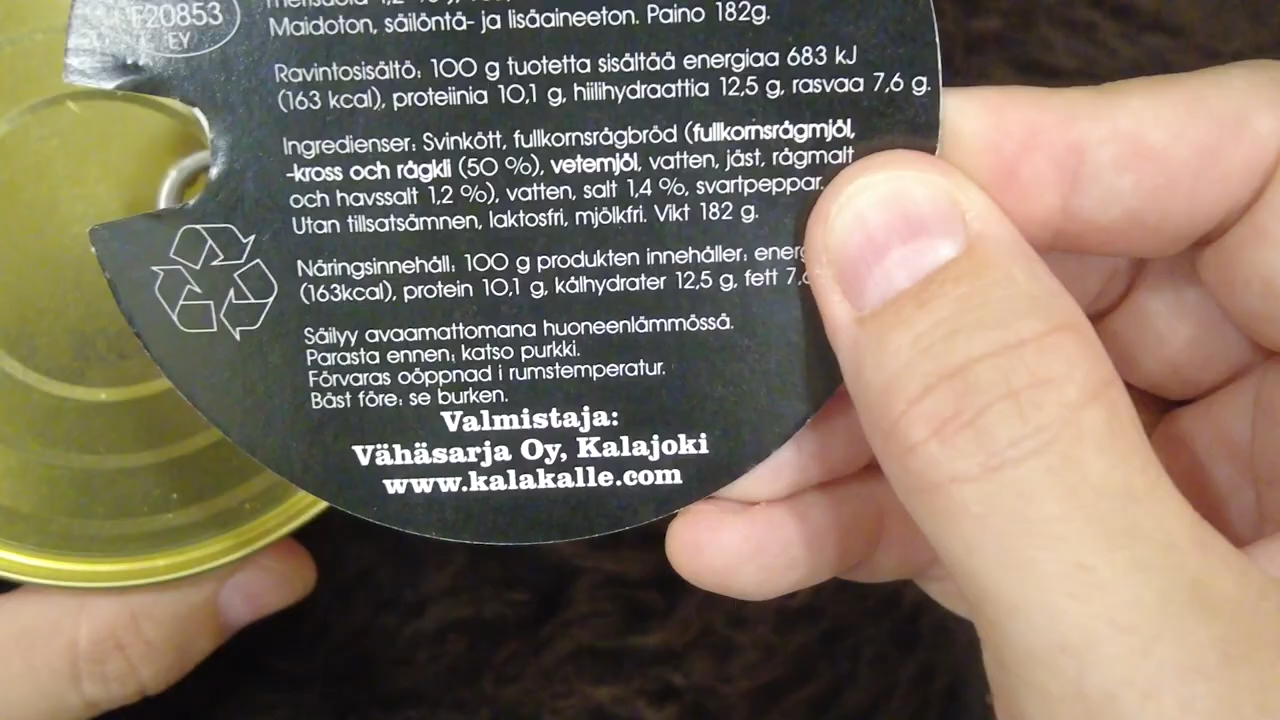 F20853
EY
Maidoton, säilöntä- ja lisäaineeton. Paino 182g.
Ravintosisältö: 100 g tuotetta sisältää energiaa 683 kJ
(163 kcal), proteiinia 10,1 g, hiilihydraattia 12,5 g, rasvaa 7,6 g.
Ingredienser: Svinkött, fullkornsrågbröd (fullkornsrågmjöl,
-kross och rågkli (50 %), vetemjöl, vatten, jäst, rågmalt
och havssalt 1,2 %), vatten, salt 1,4 %, svartpeppar.
Utan tillsatsämnen, laktosfri, mjölkfri. Vikt 182 g.
Näringsinnehåll: 100 g produkten innehåller:
(163kcal), protein 10,1 g, kålhydrater 12,5 g, fett
Säilyy avaamattomana huoneenlämmössä.
Parasta ennen: katso purkki.
Förvaras oöppnad i rumstemperatur.
Bäst före: se burken.
Valmistaja:
Vähäsarja Oy, Kalajoki
www.kalakalle.com